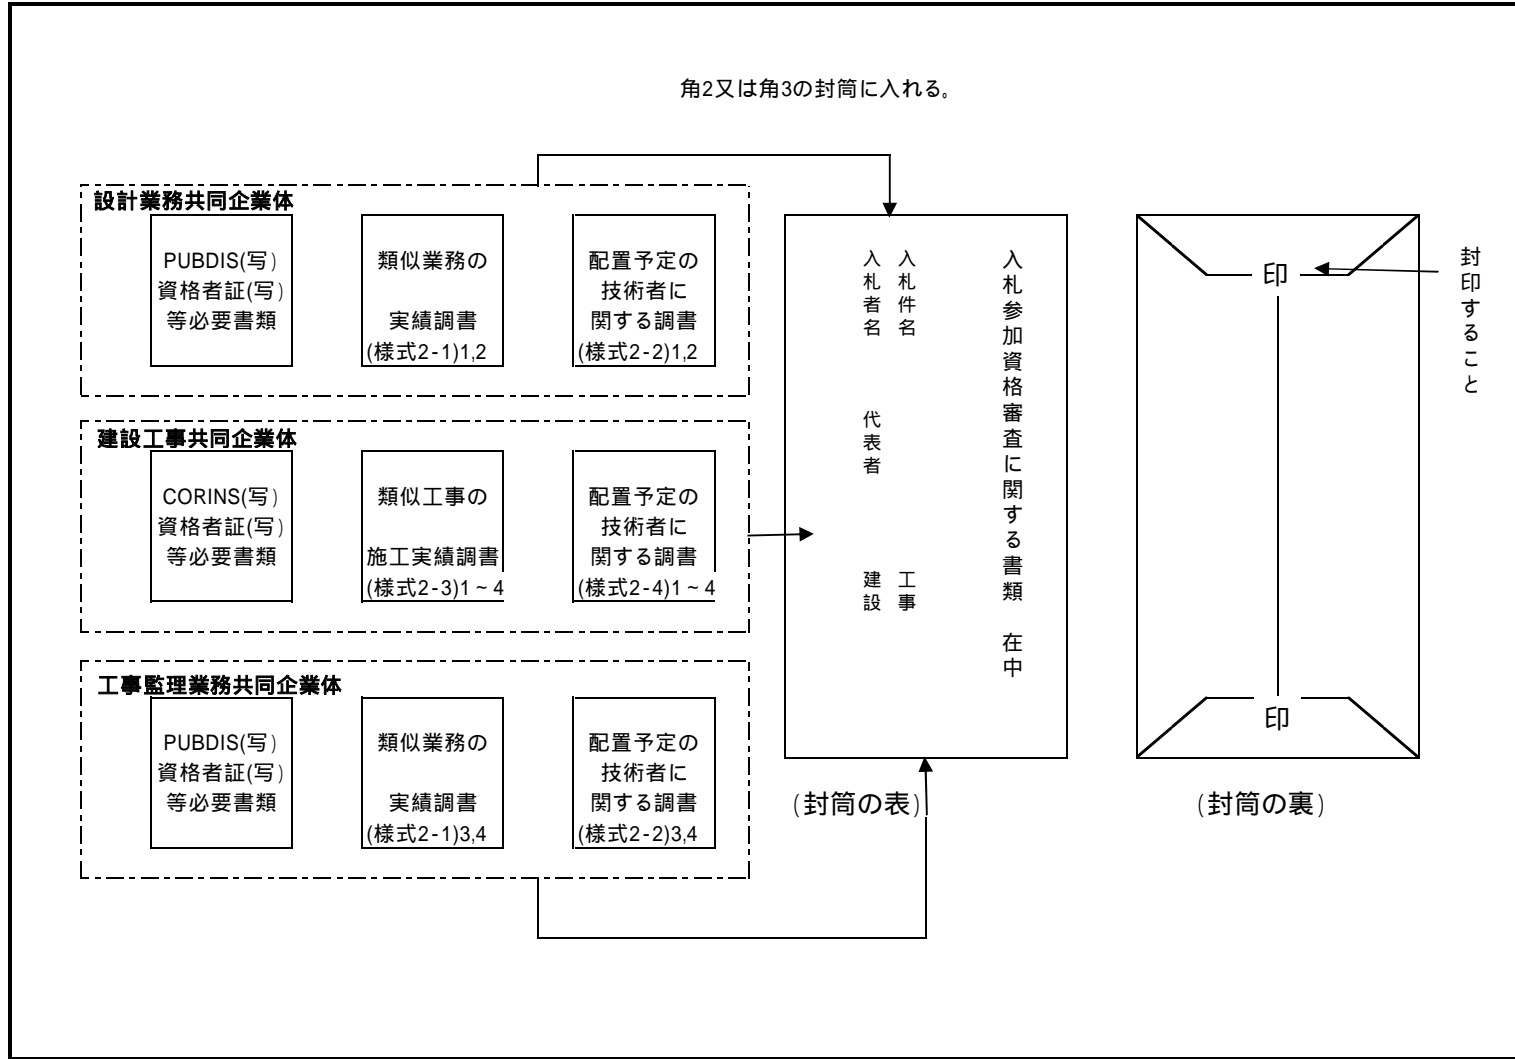 角2又は角3の封筒に入れる。
設計業務共同企業体
PUBDIS(写)
資格者証(写)
等必要書類
類似業務の
実績調書
(様式2-1)1,2
配置予定の
技術者に
関する調書
(様式2-2)1,2
建設工事共同企業体
CORINS(写)
資格者証(写)
等必要書類
類似工事の
施工実績調書
(様式2-3)1~4
配置予定の
技術者に
関する調書
(様式2-4)1~4
工事監理業務共同企業体
PUBDIS(写)
資格者証(写)
等必要書類
類似業務の
実績調書
(様式2-1)3,4
配置予定の
技術者に
関する調書
(様式2-2)3,4
入札参加資格審査に関する書類 在中
入札件名 工事
入札者名 代表者 建設
(封筒の表)
印
印
(封筒の裏)
封印すること